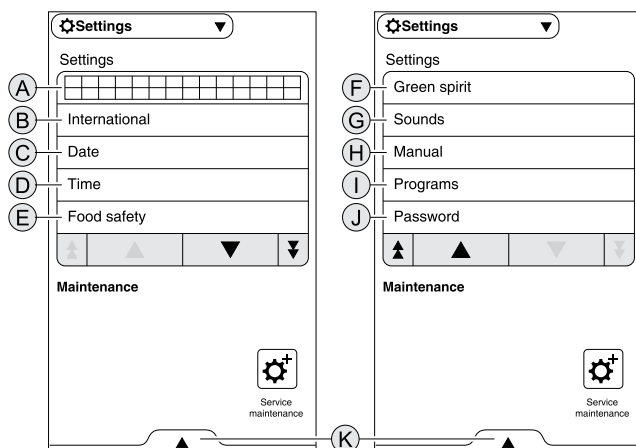 Settings
Settings
A
B International
C Date
D Time
E Food safety
Maintenance
Service
maintenance
Settings
Settings
F Green spirit
G Sounds
H Manual
I Programs
J Password
Maintenance
Service
maintenance
K